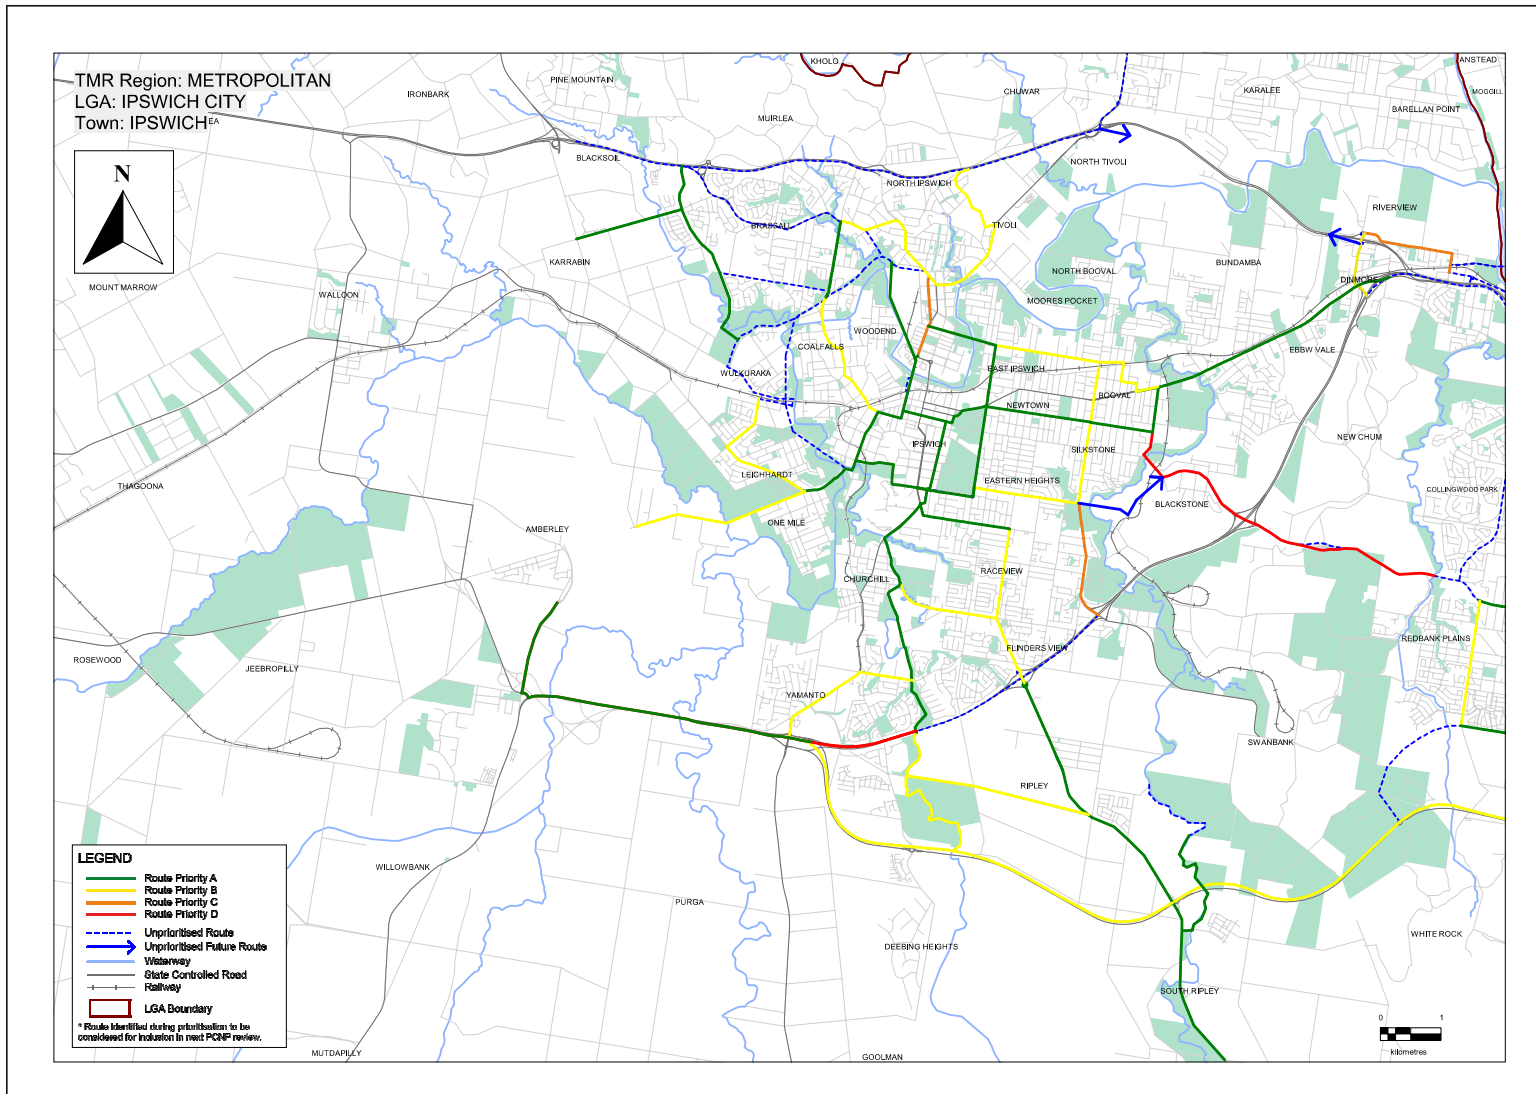 TMR Region: METROPOLITAN
LGA: IPSWICH CITY
Town: IPSWICH
EA
N
KHOLO
ANSTEAD
PINE MOUNTAIN
IRONBARK
CHUWAR
KARALEE
MOGGILL
BARELLAN POINT
MUIRLEA
BLACKSOIL
NORTH TIVOLI
NORTH IPSWICH
RIVERVIEW
BRASSALL
TIVOLI
KARRABIN
BUNDAMBA
NORTH BOOVAL
DINMORE
MOUNT MARROW
WALLOON
MOORES POCKET
WOODEND
COALFALLS
EBBW VALE
EAST IPSWICH
WULKURAKA
BOOVAL
NEWTOWN
NEW CHUM
IPSWICH
SILKSTONE
LEICHHARDT
EASTERN HEIGHTS
THAGOONA
COLLINGWOOD PARK
BLACKSTONE
AMBERLEY
ONE MILE
RACEVIEW
CHURCHILL
REDBANK PLAINS
FLINDERS VIEW
ROSEWOOD
JEEBROPILLY
YAMANTO
SWANBANK
RIPLEY
WILLOWBANK
PURGA
WHITE ROCK
DEEBING HEIGHTS
SOUTH RIPLEY
MUTDAPILLY
GOOLMAN
LEGEND
Route Priority A
Route Priority B
Route Priority C
Route Priority D
Unprioritised Route
Unprioritised Future Route
Waterway
State Controlled Road
Railway
LGA Boundary
* Route identified during prioritisation to be
considered for inclusion in next PCNP review.
0 1
kilometres